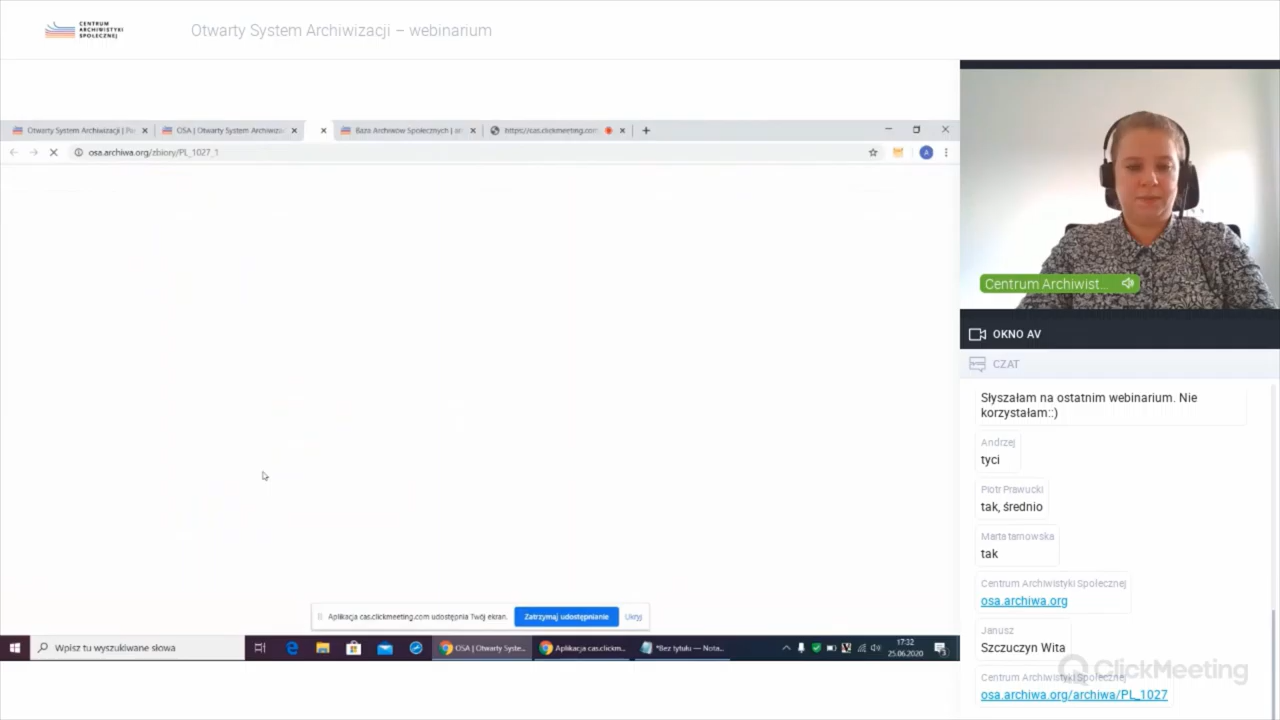 CENTRUM
ARCHIWISTYKI
SPOŁECZNEJ
Otwarty System Archiwizacji – webinarium
Otwarty System Archiwizacji | Pie
OSA | Otwarty System Archiwiza
Baza Archiwów Społecznych | ar
https://cas.clickmeeting.com
osa.archiwa.org/zbiory/PL_1027_1
A
Centrum Archiwist...
OKNO AV
CZAT
Słyszałam na ostatnim webinarium. Nie
korzystałam::)
Andrzej
tyci
Piotr Prawucki
tak, średnio
Marta tarnowska
tak
Centrum Archiwistyki Społecznej
osa.archiwa.org
Janusz
Szczuczyn Wita
Centrum Archiwistyki Społecznej
osa.archiwa.org/archiwa/PL_1027
ClickMeeting
Aplikacja cas.clickmeeting.com udostępnia Twój ekran.
Zatrzymaj udostępnianie
Ukryj
Wpisz tu wyszukiwane słowa
OSA | Otwarty Syste...
Aplikacja cas.clickm...
*Bez tytułu — Nota...
17:32
25.06.2020
3